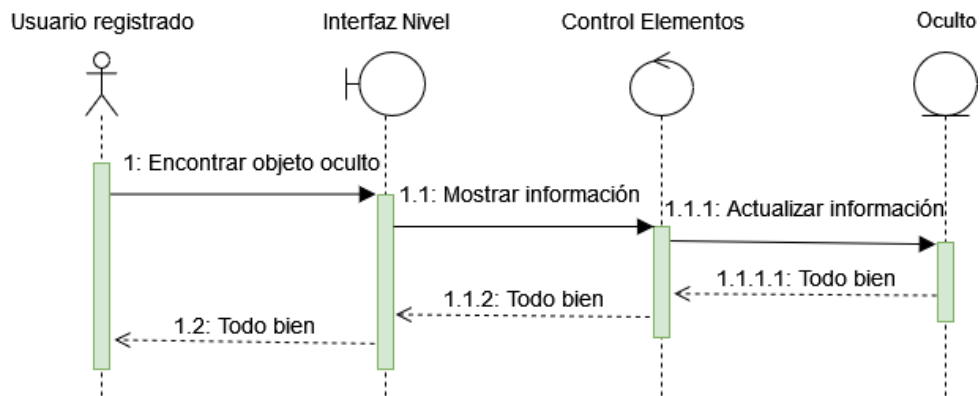 Usuario registrado
Interfaz Nivel
Control Elementos
Oculto
1: Encontrar objeto oculto
1.1: Mostrar información
1.1.1: Actualizar información
1.1.1.1: Todo bien
1.1.2: Todo bien
1.2: Todo bien